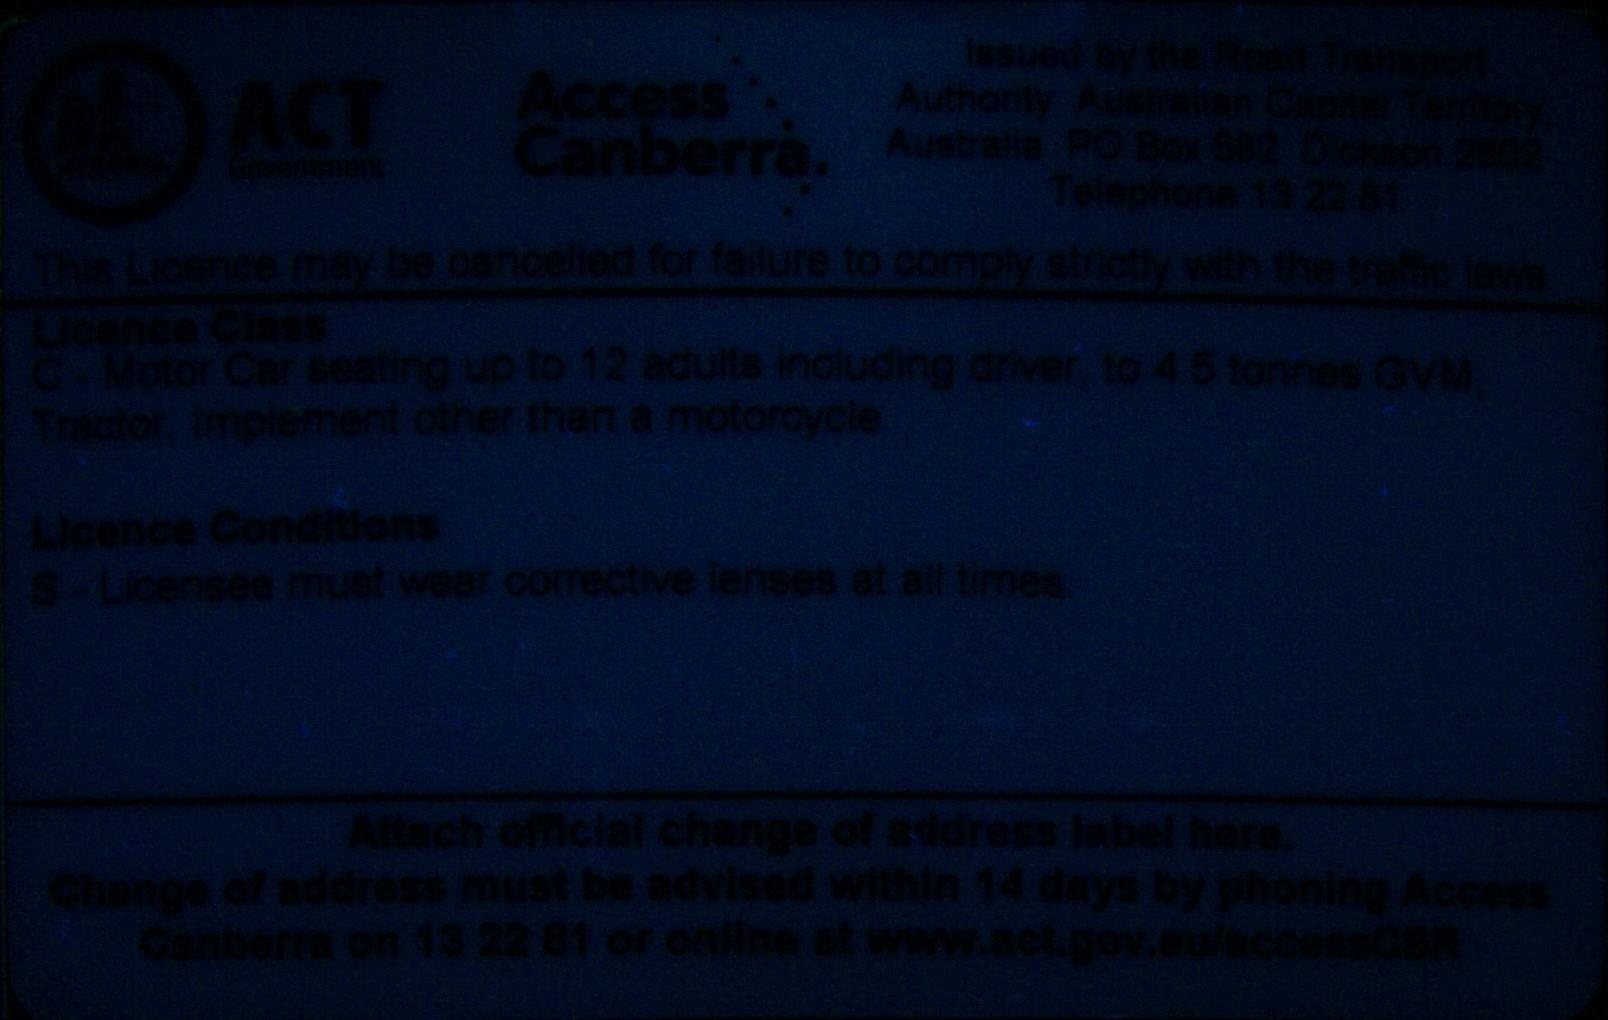 ACT
Government
Access
Canberra.
Issued by the Road Transport
Authority Australian Capital Territory,
Australia PO Box 582 Dickson 2602
Telephone 13 22 81
This Licence may be cancelled for failure to comply strictly with the traffic laws.
Licence Class
C - Motor Car seating up to 12 adults including driver, to 4.5 tonnes GVM,
Tractor, Implement other than a motorcycle.
Licence Conditions
S - Licensee must wear corrective lenses at all times.
Attach official change of address label here.
Change of address must be advised within 14 days by phoning Access
Canberra on 13 22 81 or online at www.act.gov.au/accessCBR